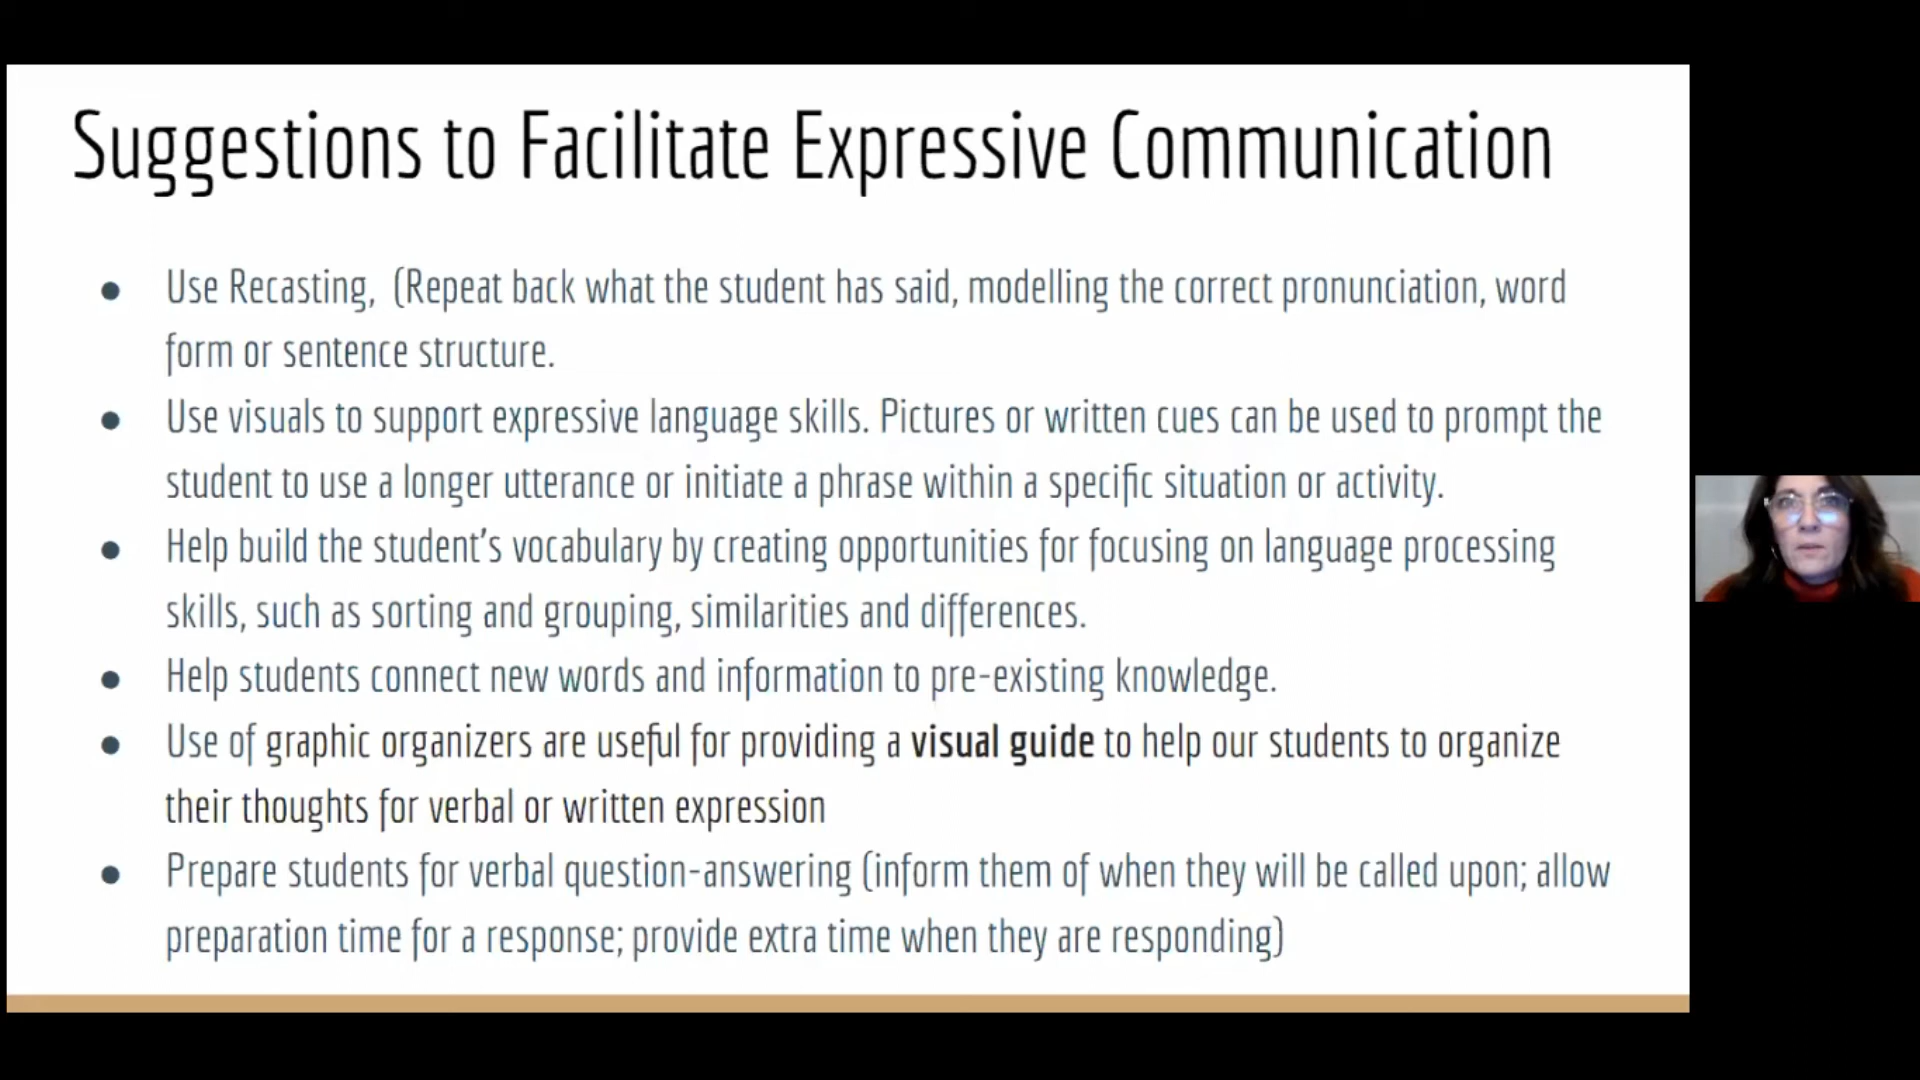 Suggestions to Facilitate Expressive Communication
● Use Recasting, (Repeat back what the student has said, modelling the correct pronunciation, word
form or sentence structure.
● Use visuals to support expressive language skills. Pictures or written cues can be used to prompt the
student to use a longer utterance or initiate a phrase within a specific situation or activity.
● Help build the student's vocabulary by creating opportunities for focusing on language processing
skills, such as sorting and grouping, similarities and differences.
● Help students connect new words and information to pre-existing knowledge.
● Use of graphic organizers are useful for providing a visual guide to help our students to organize
their thoughts for verbal or written expression
● Prepare students for verbal question-answering (inform them of when they will be called upon; allow
preparation time for a response; provide extra time when they are responding)